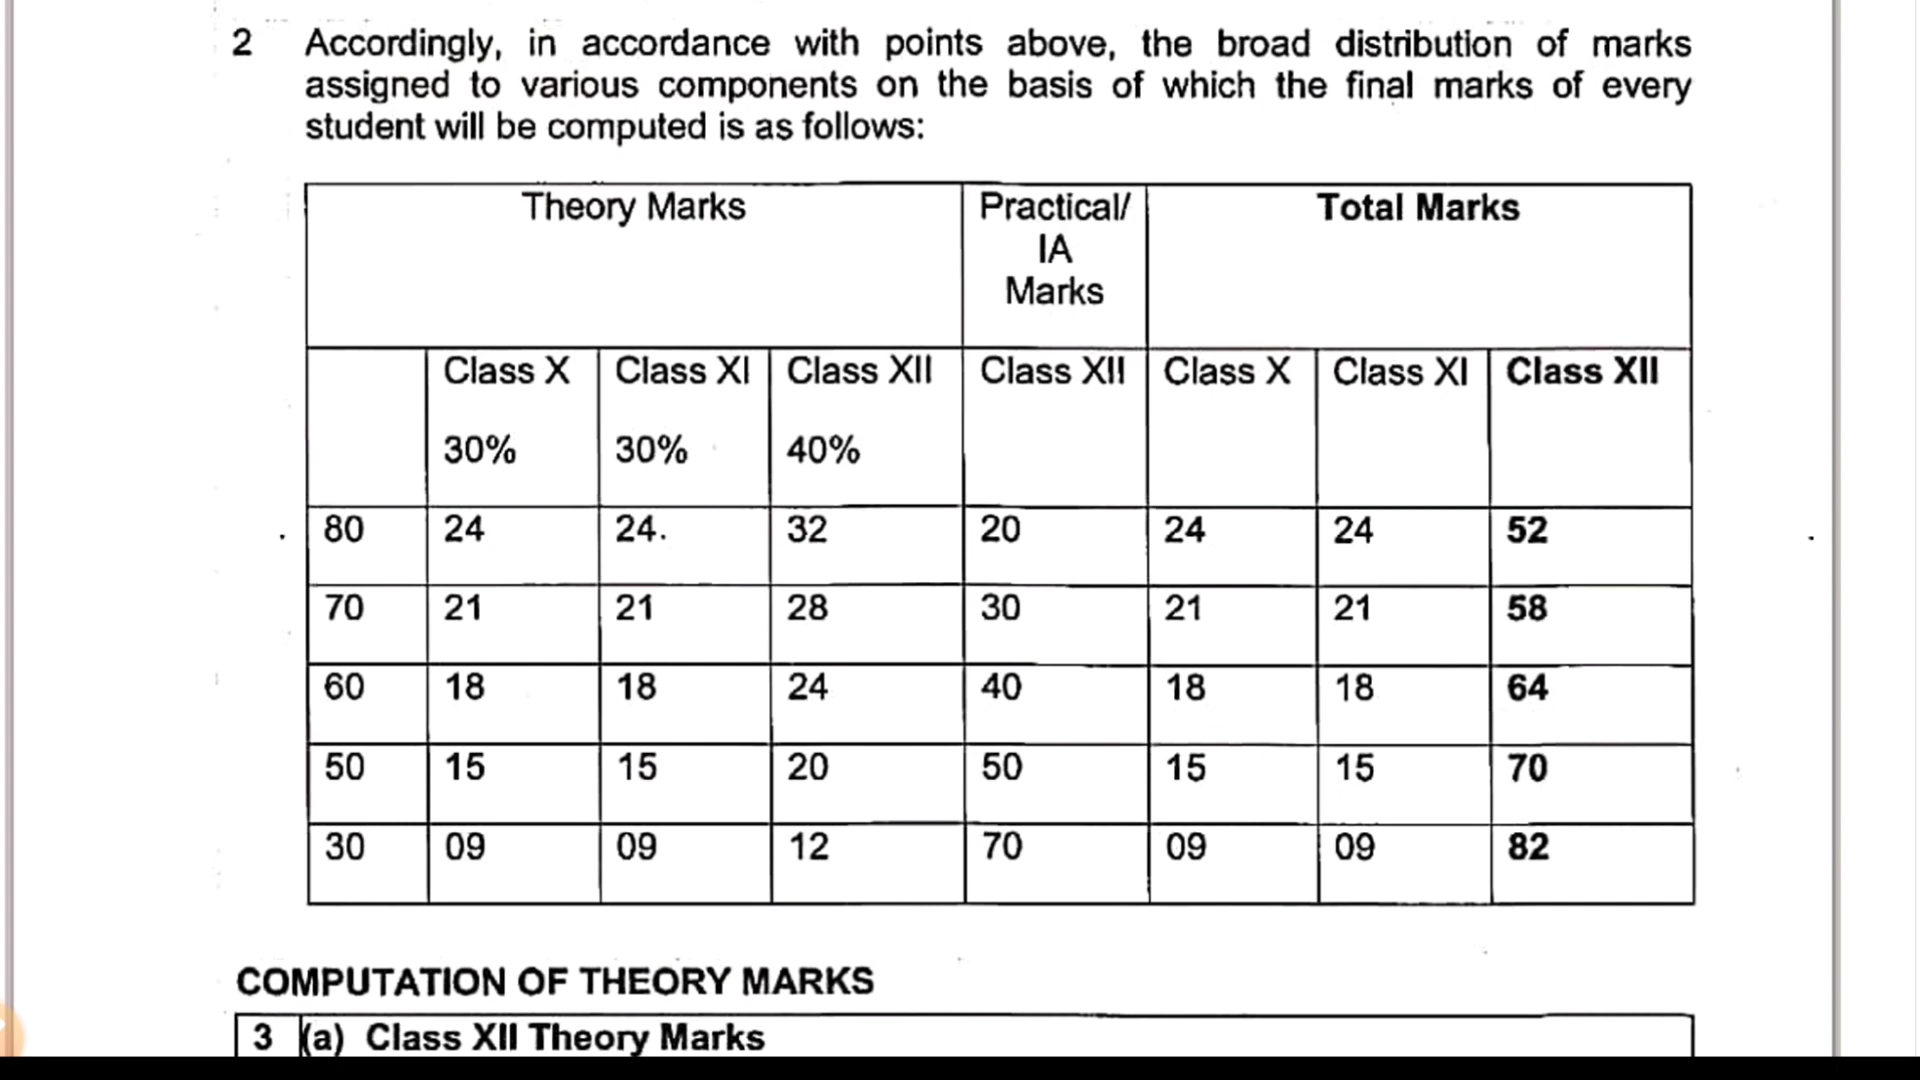 2 Accordingly, in accordance with points above, the broad distribution of marks
assigned to various components on the basis of which the final marks of every
student will be computed is as follows:
Theory Marks Practical/ IA Marks Total Marks
Class X 30% Class XI 30% Class XII 40% Class XII Class X Class XI Class XII
80 24 24. 32 20 24 24 52
70 21 21 28 30 21 21 58
60 18 18 24 40 18 18 64
50 15 15 20 50 15 15 70
30 09 09 12 70 09 09 82
COMPUTATION OF THEORY MARKS
3 (a) Class XII Theory Marks